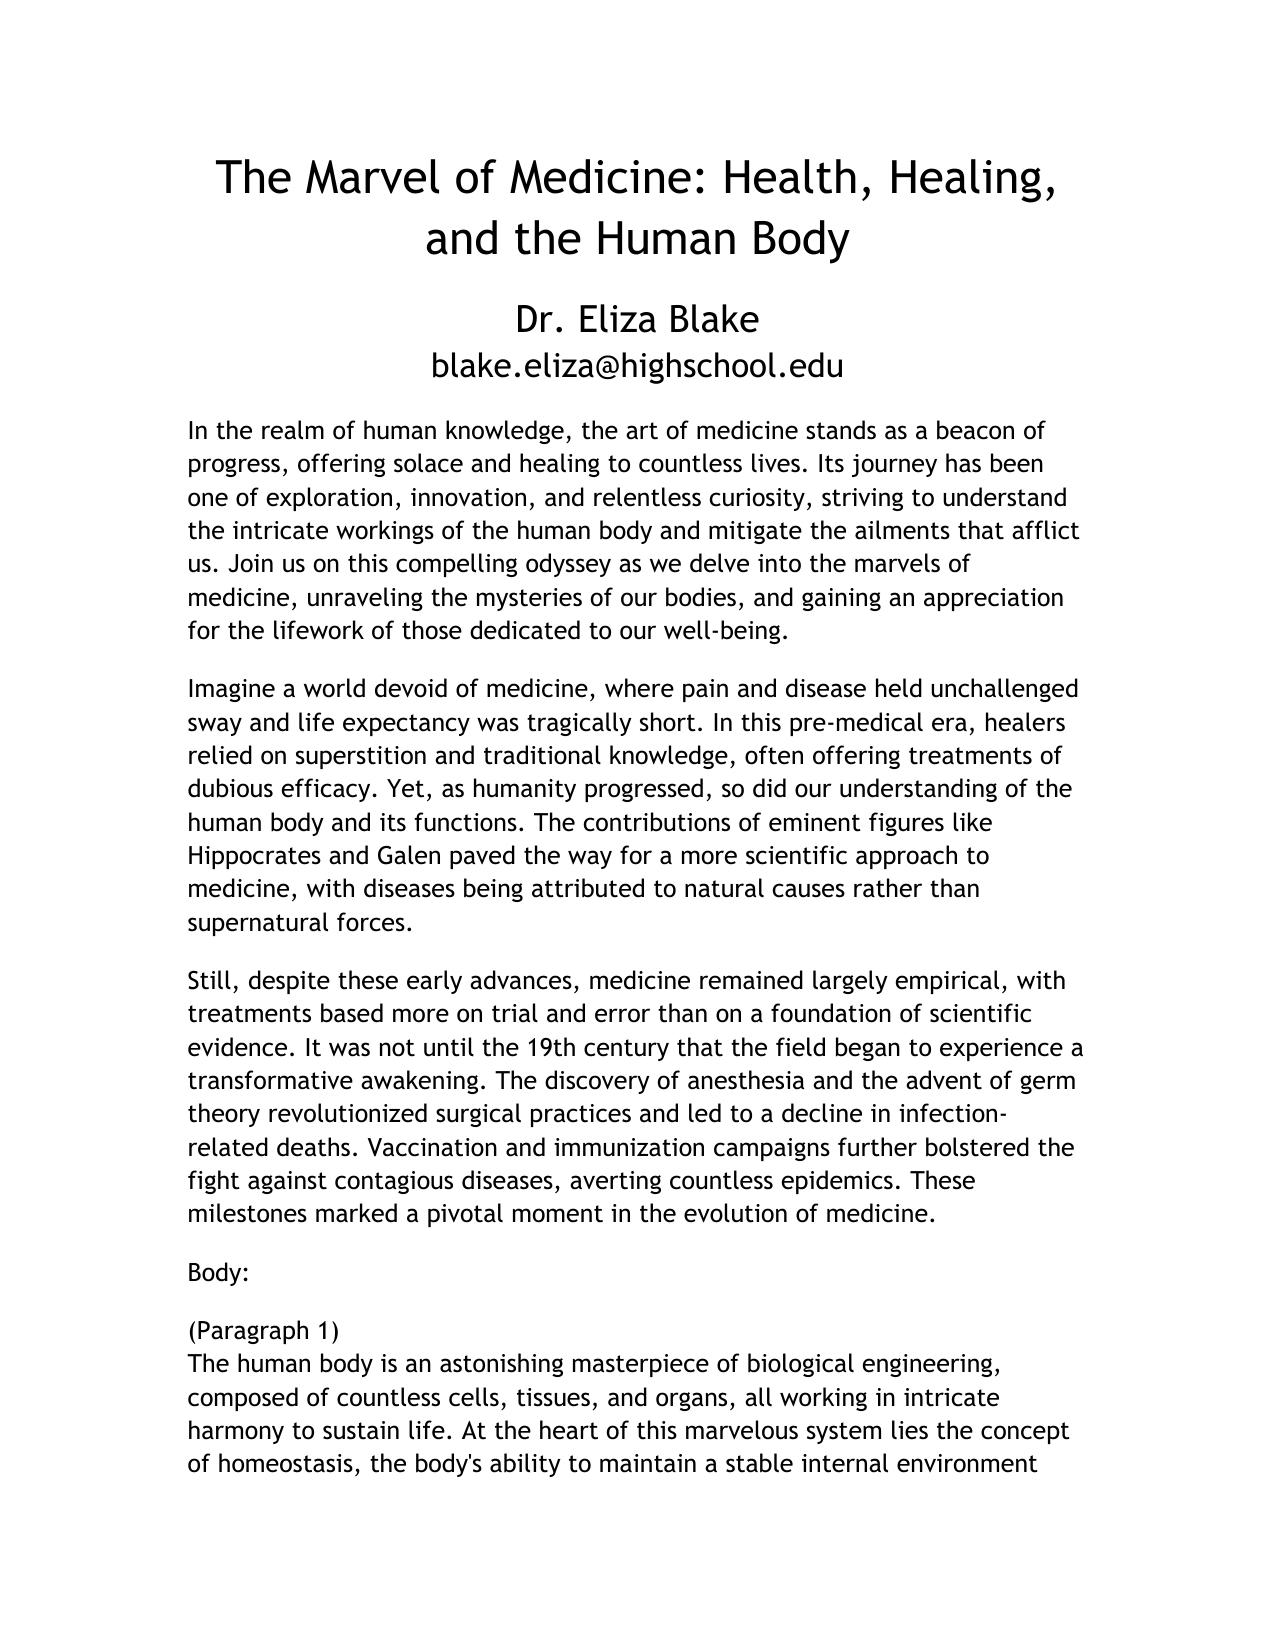 The Marvel of Medicine: Health, Healing,
and the Human Body
Dr. Eliza Blake
blake.eliza@highschool.edu
In the realm of human knowledge, the art of medicine stands as a beacon of
progress, offering solace and healing to countless lives. Its journey has been
one of exploration, innovation, and relentless curiosity, striving to understand
the intricate workings of the human body and mitigate the ailments that afflict
us. Join us on this compelling odyssey as we delve into the marvels of
medicine, unraveling the mysteries of our bodies, and gaining an appreciation
for the lifework of those dedicated to our well-being.
Imagine a world devoid of medicine, where pain and disease held unchallenged
sway and life expectancy was tragically short. In this pre-medical era, healers
relied on superstition and traditional knowledge, often offering treatments of
dubious efficacy. Yet, as humanity progressed, so did our understanding of the
human body and its functions. The contributions of eminent figures like
Hippocrates and Galen paved the way for a more scientific approach to
medicine, with diseases being attributed to natural causes rather than
supernatural forces.
Still, despite these early advances, medicine remained largely empirical, with
treatments based more on trial and error than on a foundation of scientific
evidence. It was not until the 19th century that the field began to experience a
transformative awakening. The discovery of anesthesia and the advent of germ
theory revolutionized surgical practices and led to a decline in infection-
related deaths. Vaccination and immunization campaigns further bolstered the
fight against contagious diseases, averting countless epidemics. These
milestones marked a pivotal moment in the evolution of medicine.
Body:
(Paragraph 1)
The human body is an astonishing masterpiece of biological engineering,
composed of countless cells, tissues, and organs, all working in intricate
harmony to sustain life. At the heart of this marvelous system lies the concept
of homeostasis, the body's ability to maintain a stable internal environment